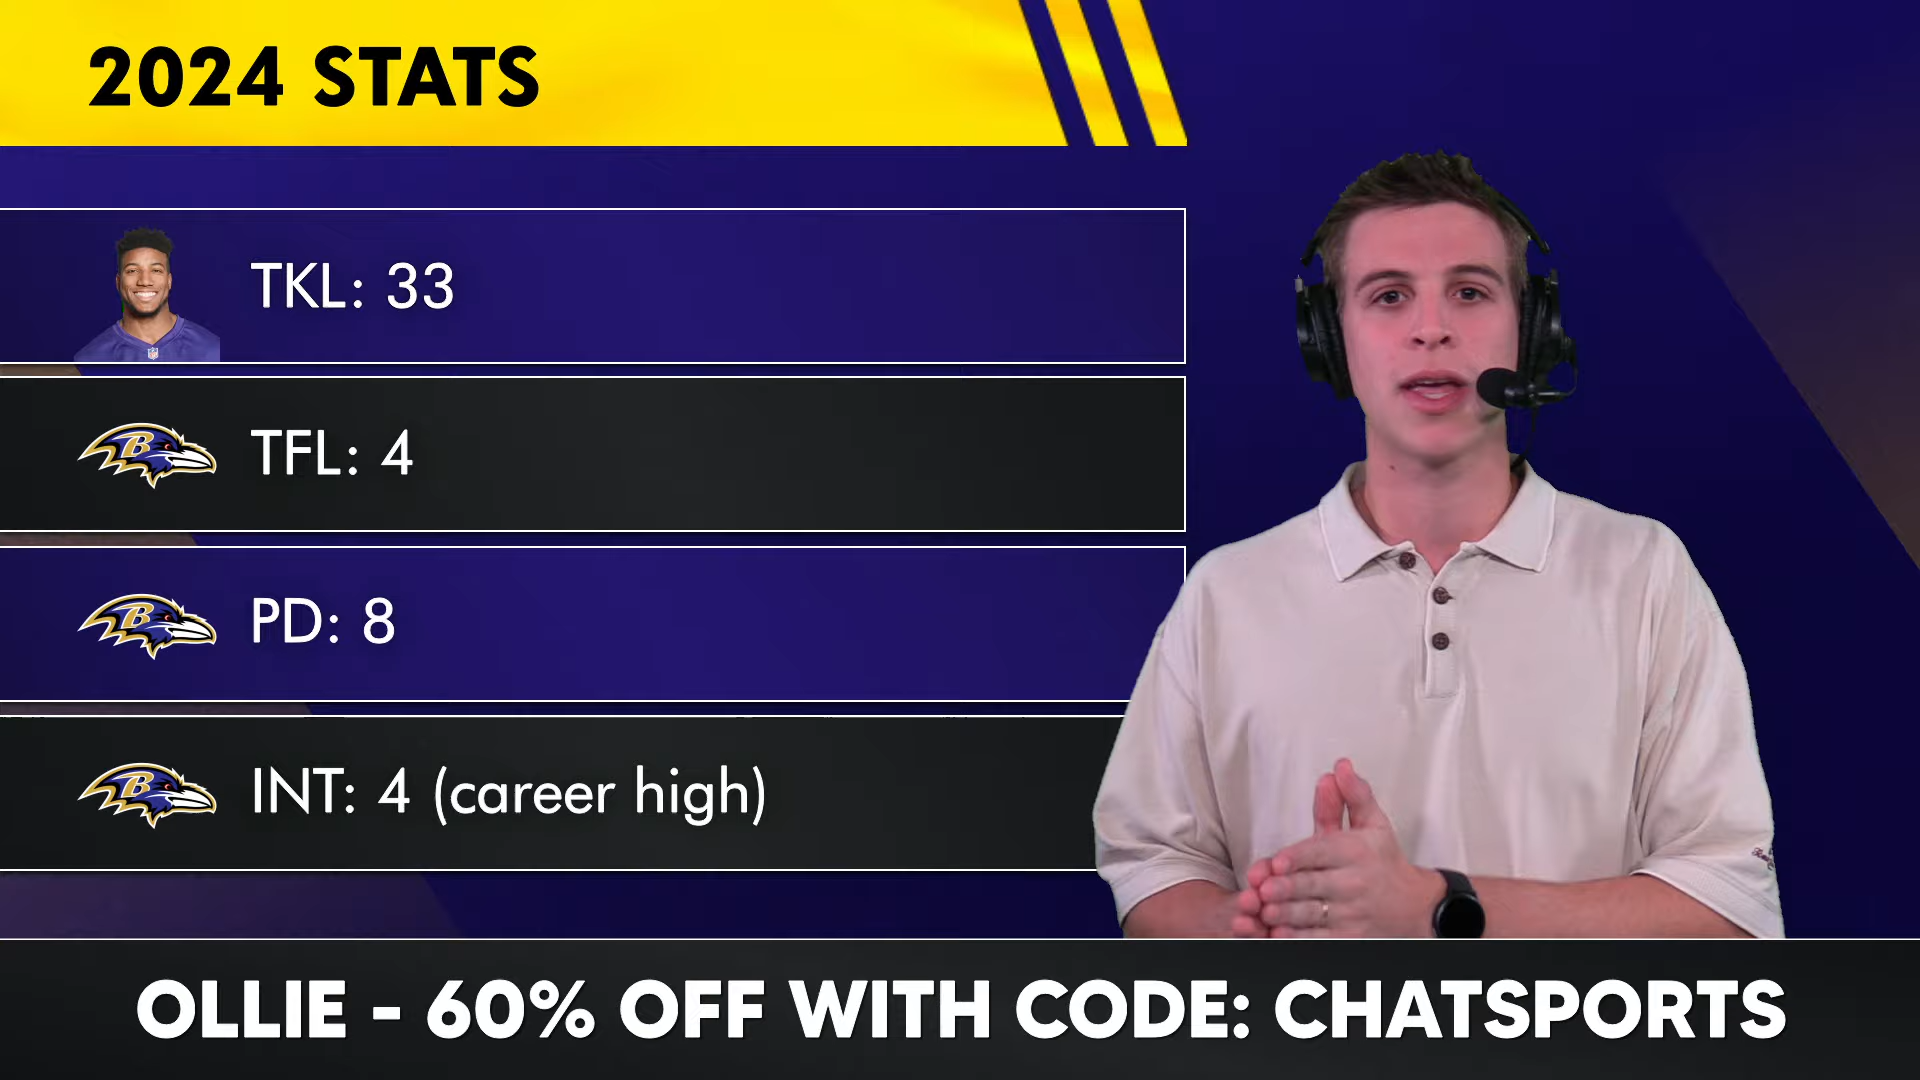 2024 STATS
TKL: 33
B TFL: 4
B PD: 8
B INT: 4 (career high)
OLLIE - 60% OFF WITH CODE: CHATSPORTS